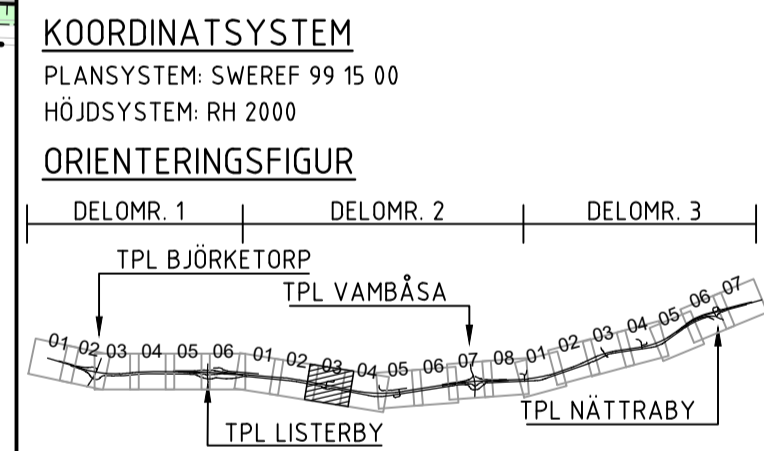 KOORDINATSYSTEM
PLANSYSTEM: SWEREF 99 15 00
HÖJDSYSTEM: RH 2000
ORIENTERINGSFIGUR
DELOMR. 1 DELOMR. 2 DELOMR. 3
TPL BJÖRKETORP
TPL VAMBÅSA
01 02 03 04 05 06 01 02 03 04 05 06 07 08 01 02 03 04 05 06 07
TPL NÄTTRABY
TPL LISTERBY